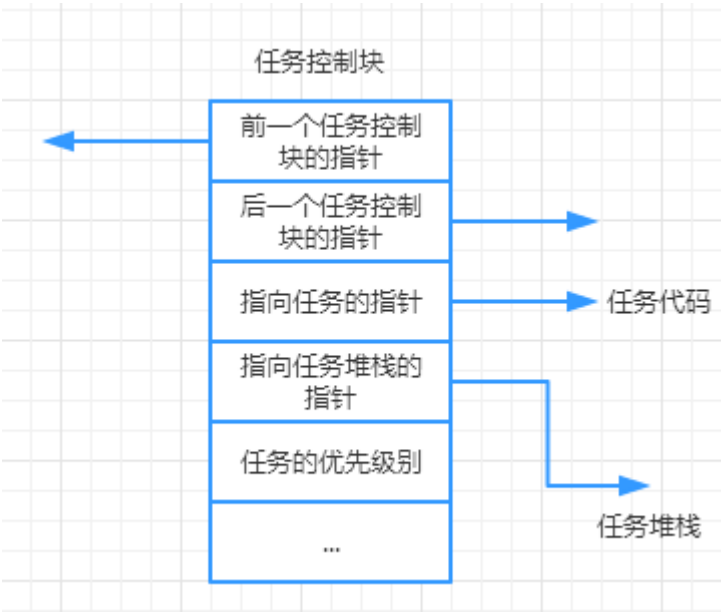 任务控制块
前一个任务控制
块的指针
后一个任务控制
块的指针
指向任务的指针
任务代码
指向任务堆栈的
指针
任务的优先级别
任务堆栈
...